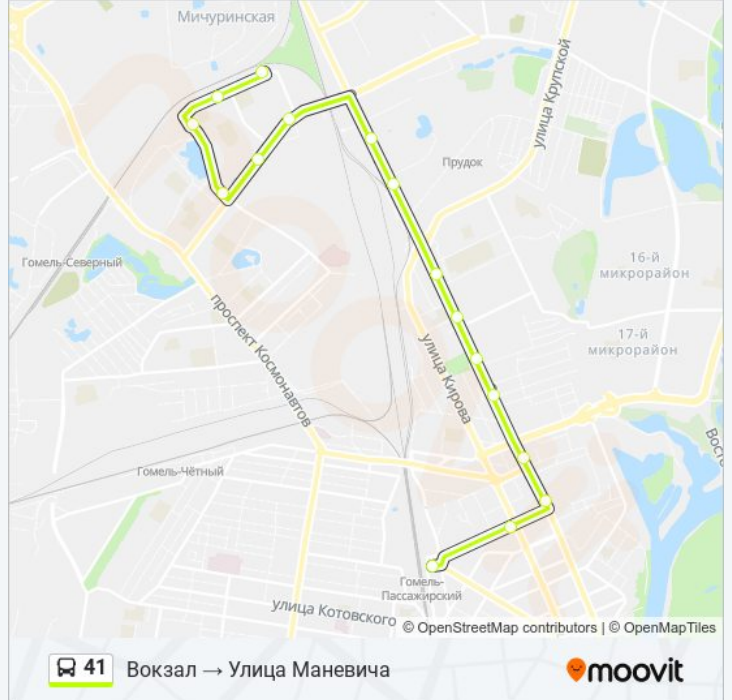 Мичуринская
улица Крупской
Прудок
Гомель-Северный
16-й
микрорайон
проспект Космонавтов
17-й
микрорайон
улица Кирова
Гомель-Чётный
Гомель-
Пассажирский
улица Котовского
© OpenStreetMap contributors | © OpenMapTiles
41 Вокзал → Улица Маневича
moovit